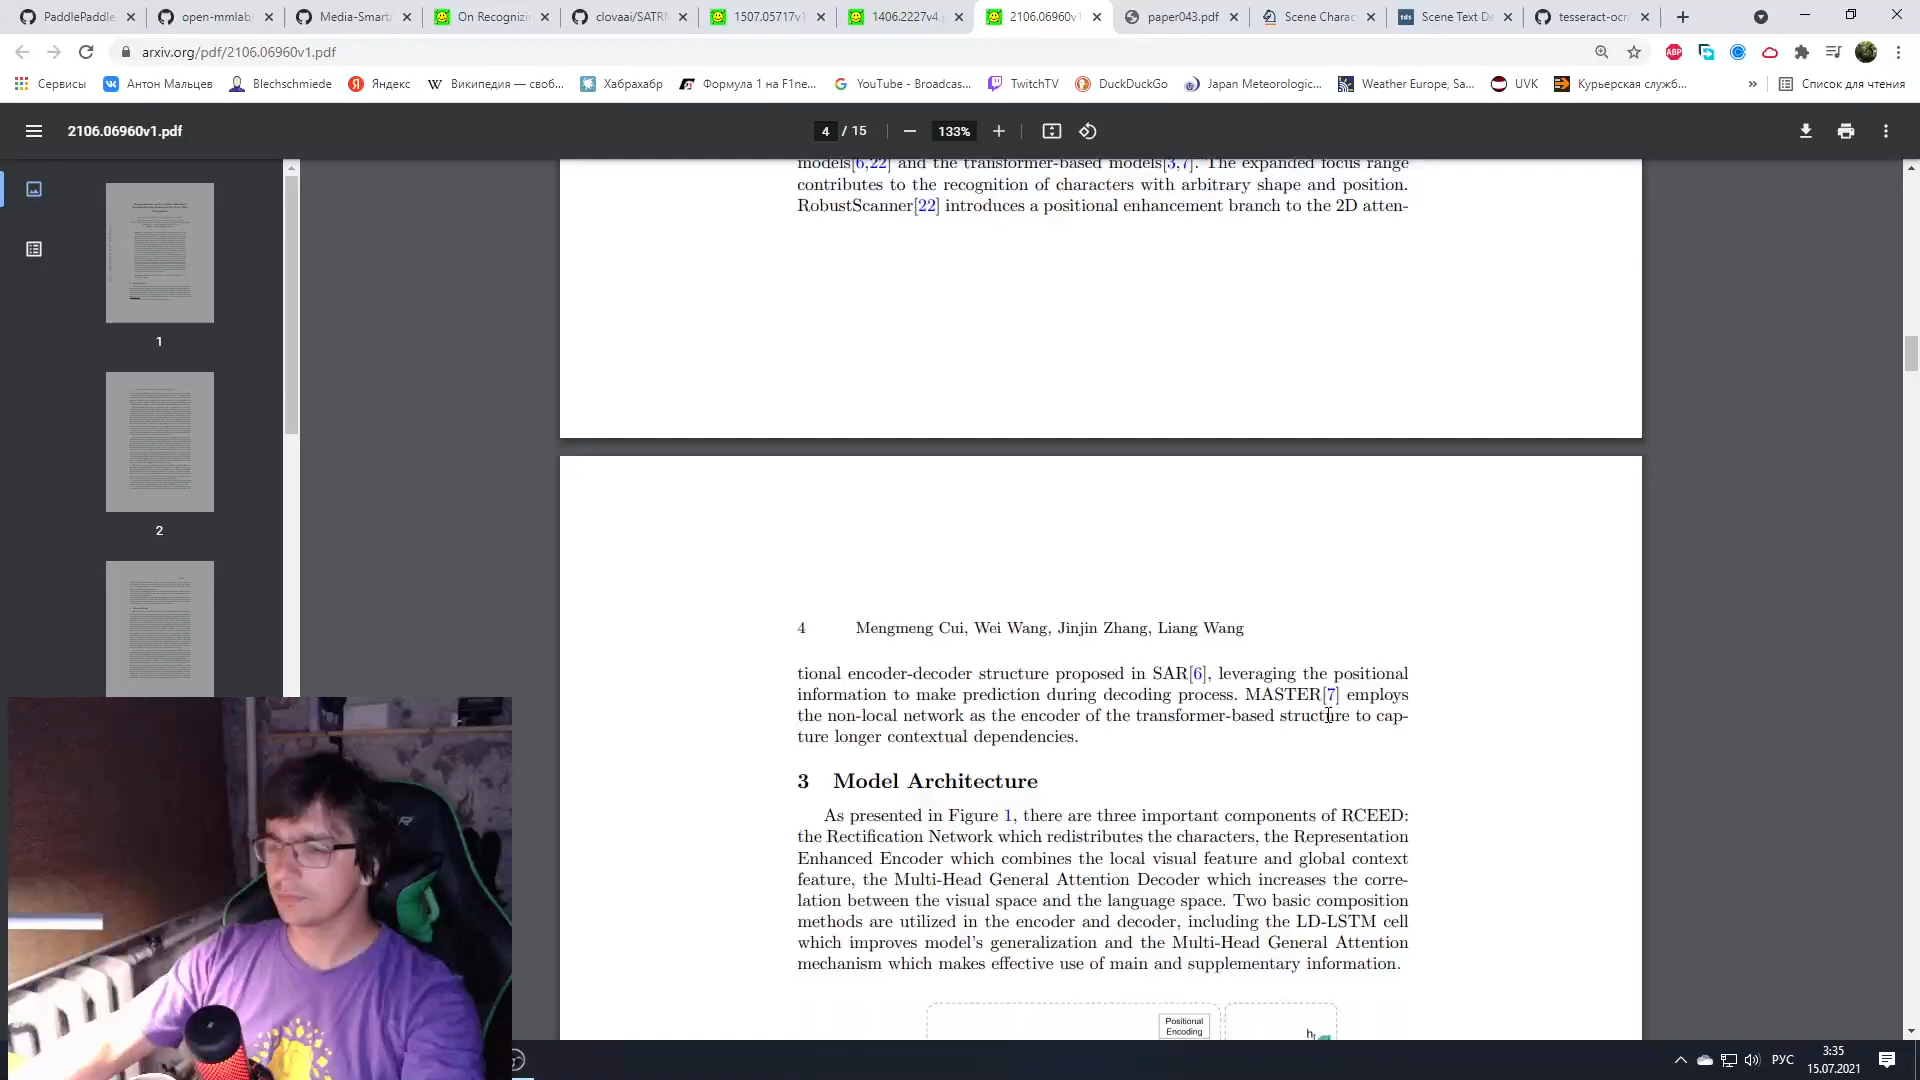 PaddlePaddle
open-mmlab/
Media-Smart/
On Recognizin
clovaai/SATRN
1507.05717v1
1406.2227v4.
2106.06960v1
paper043.pdf
Scene Charac
tds
Scene Text De
tesseract-ocr
arxiv.org/pdf/2106.06960v1.pdf
ABP
Сервисы
Антон Мальцев
Blechschmiede
Яндекс
Википедия — своб...
Хабрахабр
Формула 1 на F1ne...
YouTube - Broadcas...
TwitchTV
DuckDuckGo
Japan Meteorologic...
Weather Europe, Sa...
UVK
Курьерская служб...
»
Список для чтения
2106.06960v1.pdf
4 / 15
133%
1
2
models[6,22] and the transformer-based models[3,7]. The expanded focus range
contributes to the recognition of characters with arbitrary shape and position.
RobustScanner[22] introduces a positional enhancement branch to the 2D atten-
4 Mengmeng Cui, Wei Wang, Jinjin Zhang, Liang Wang
tional encoder-decoder structure proposed in SAR[6], leveraging the positional
information to make prediction during decoding process. MASTER[7] employs
the non-local network as the encoder of the transformer-based structure to cap-
ture longer contextual dependencies.
3 Model Architecture
As presented in Figure 1, there are three important components of RCEED:
the Rectification Network which redistributes the characters, the Representation
Enhanced Encoder which combines the local visual feature and global context
feature, the Multi-Head General Attention Decoder which increases the corre-
lation between the visual space and the language space. Two basic composition
methods are utilized in the encoder and decoder, including the LD-LSTM cell
which improves model's generalization and the Multi-Head General Attention
mechanism which makes effective use of main and supplementary information.
Positional
Encoding
РУС
3:35
15.07.2021